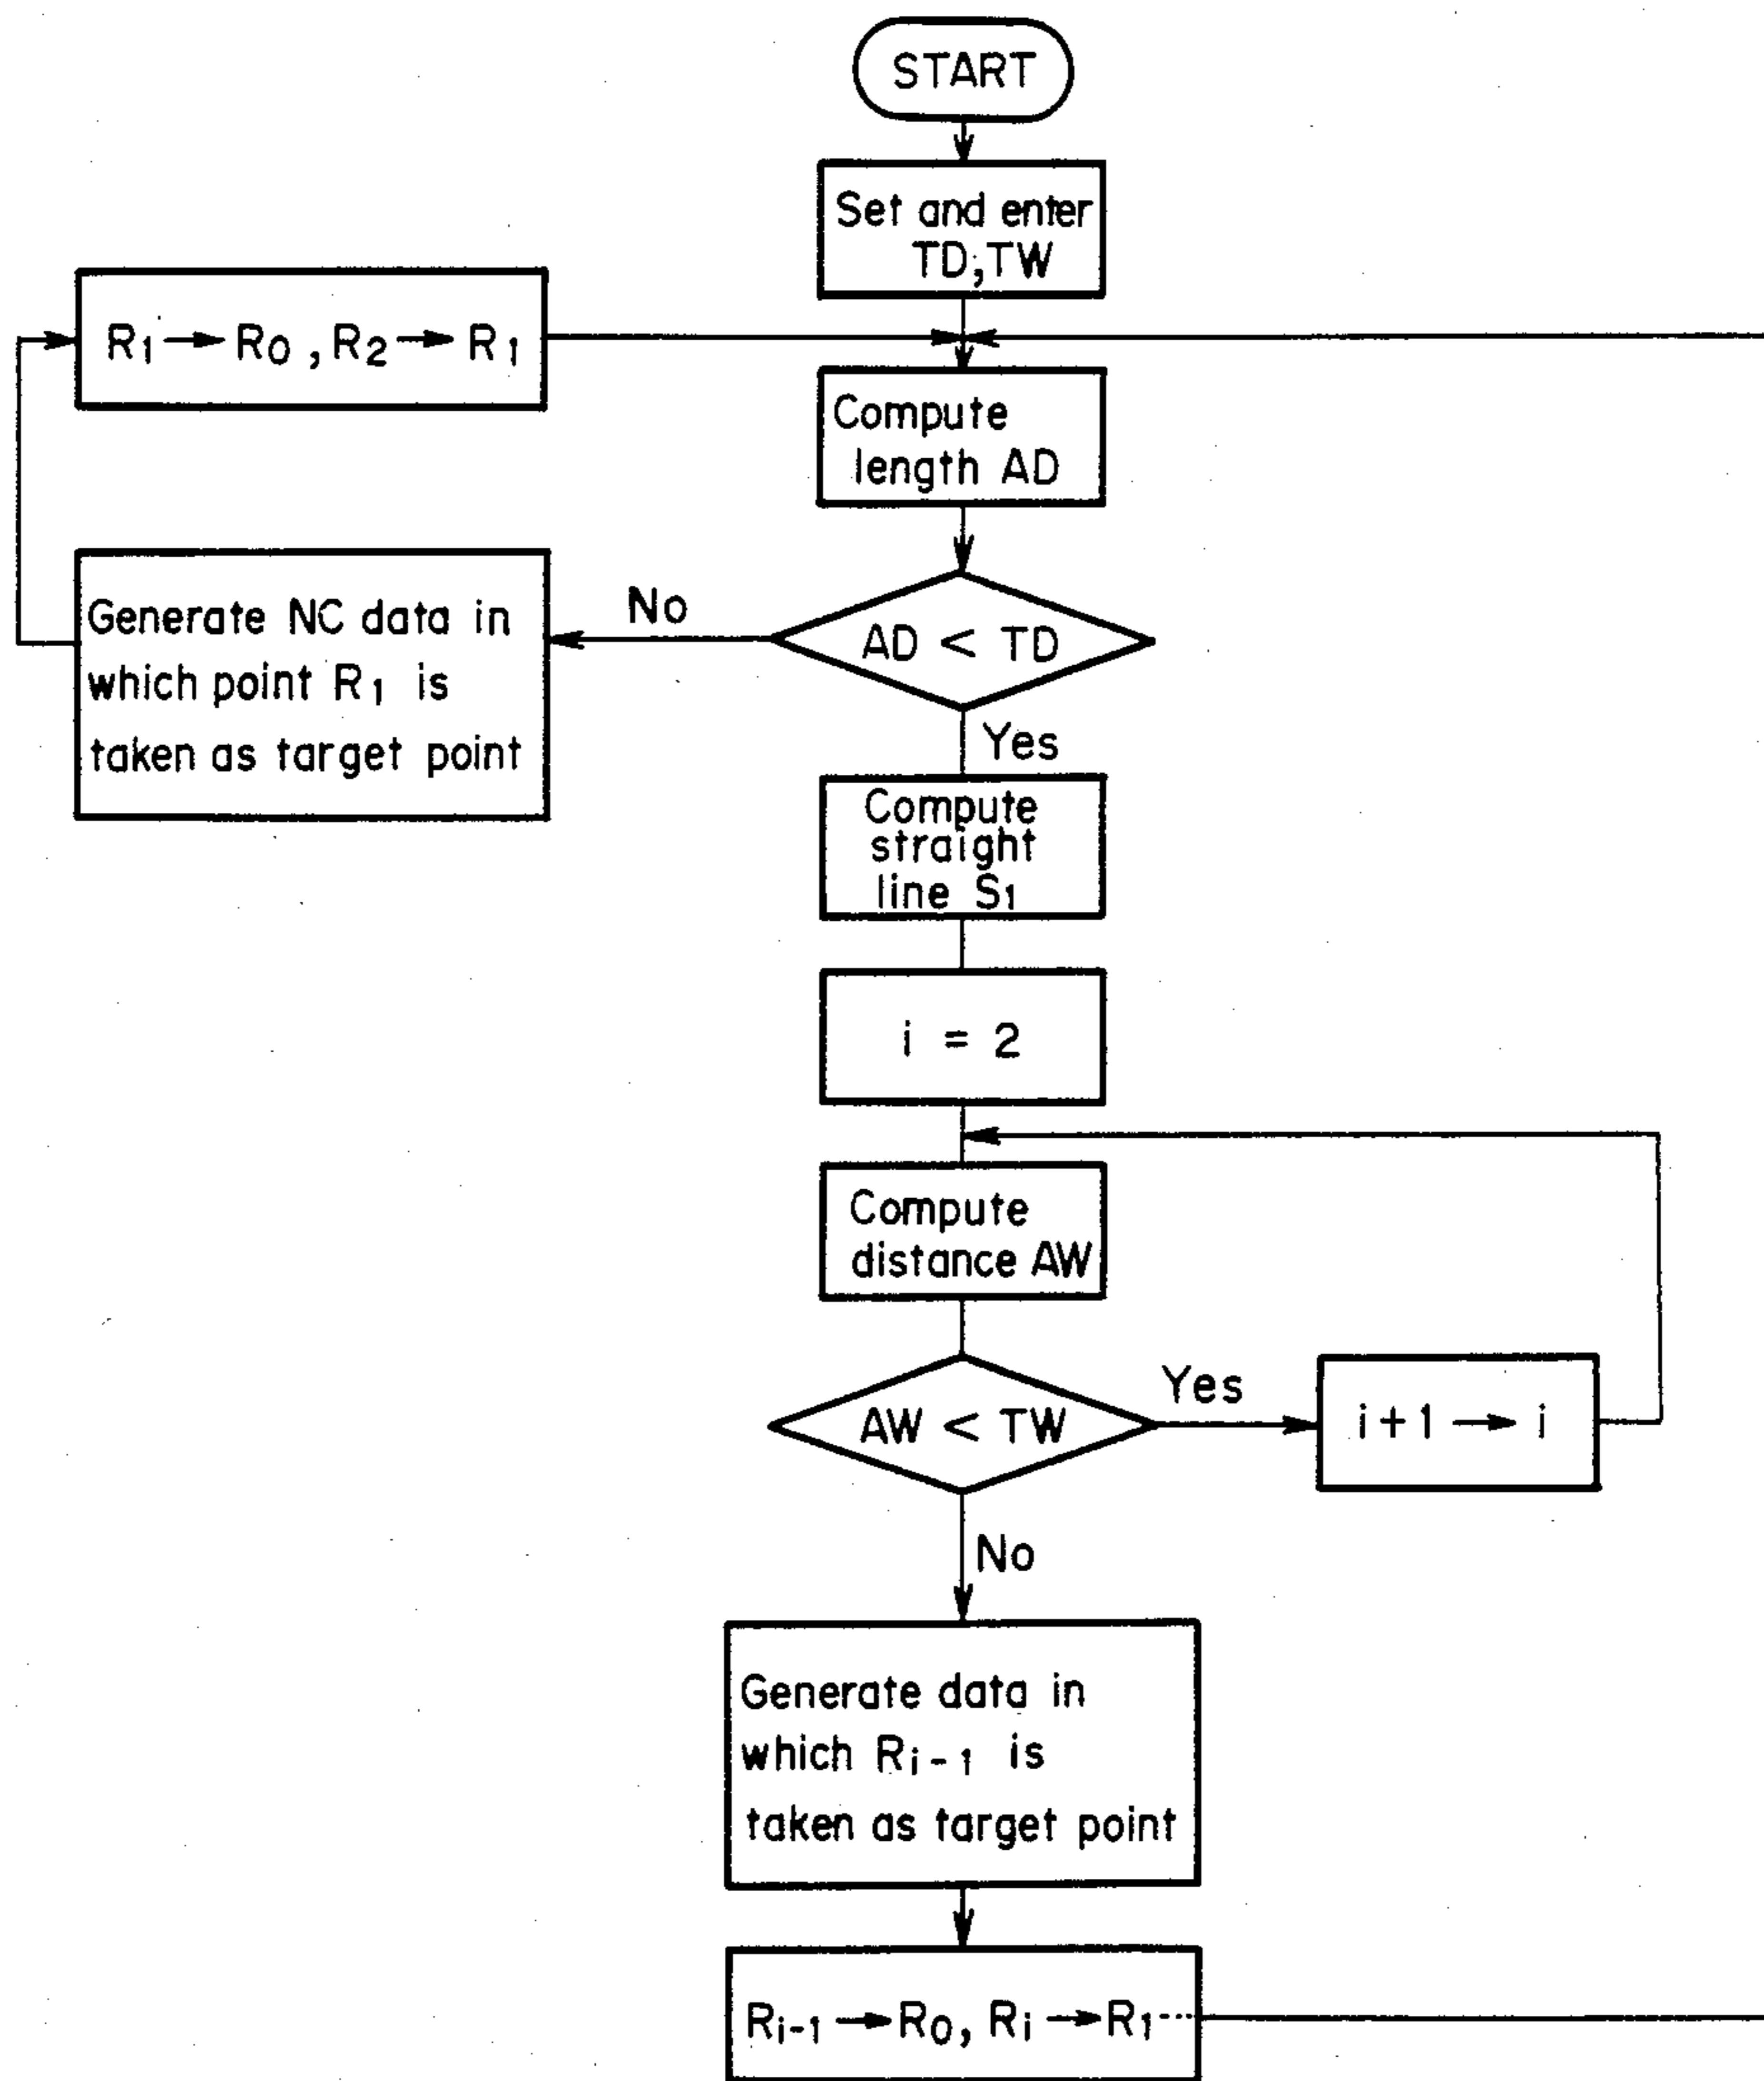 START
Set and enter
TD,TW
R1 → R0 , R2 → R1
Compute
length AD
AD < TD
No
Generate NC data in
which point R1 is
taken as target point
Yes
Compute
straight
line S1
i = 2
Compute
distance AW
AW < TW
Yes
i+1 → i
No
Generate data in
which Ri-1 is
taken as target point
Ri-1 → R0, Ri → R1 ····